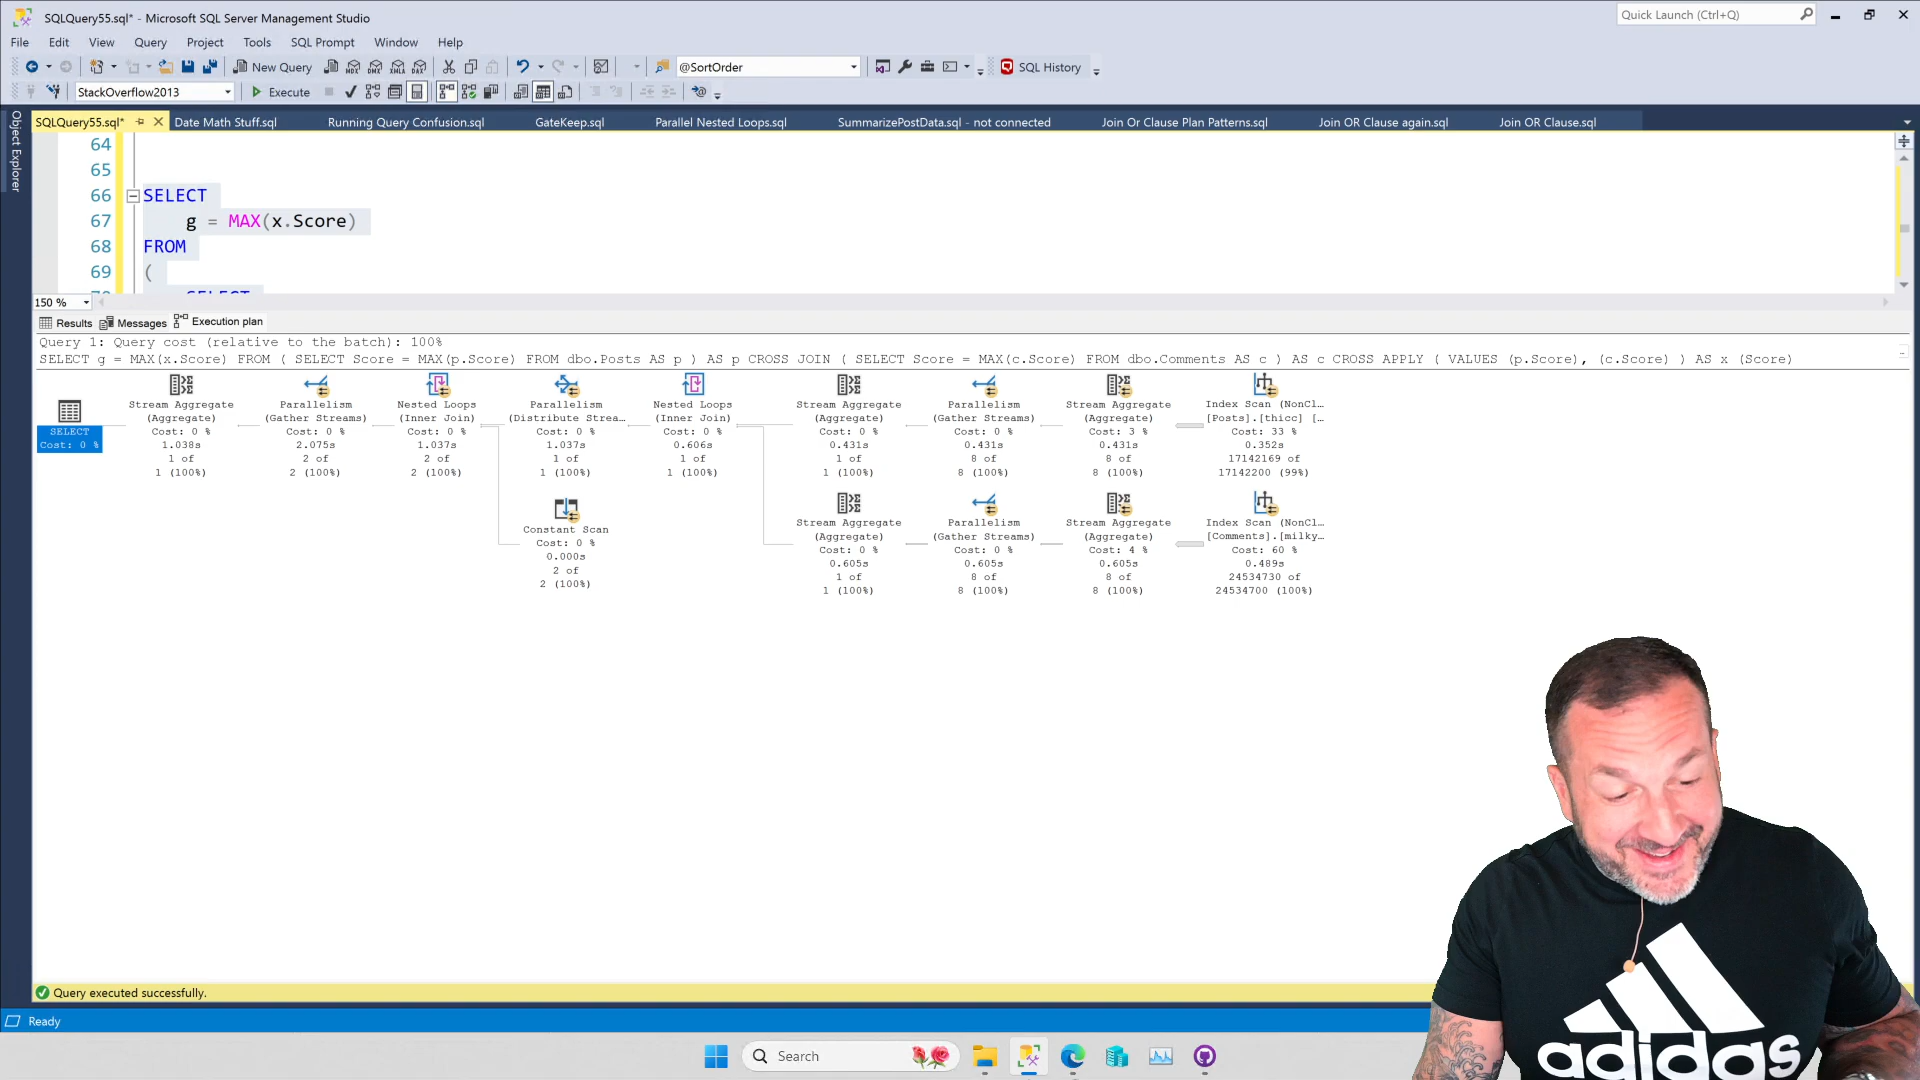 SQLQuery55.sql* - Microsoft SQL Server Management Studio
Quick Launch (Ctrl+Q)
File Edit View Query Project Tools SQL Prompt Window Help
New Query @SortOrder SQL History
StackOverflow2013 Execute
SQLQuery55.sql* Date Math Stuff.sql Running Query Confusion.sql GateKeep.sql Parallel Nested Loops.sql SummarizePostData.sql - not connected Join Or Clause Plan Patterns.sql Join OR Clause again.sql Join OR Clause.sql
Object Explorer
64
65
66 SELECT
67 g = MAX(x.Score)
68 FROM
69 (
150 %
Results Messages Execution plan
Query 1: Query cost (relative to the batch): 100%
SELECT g = MAX(x.Score) FROM ( SELECT Score = MAX(p.Score) FROM dbo.Posts AS p ) AS p CROSS JOIN ( SELECT Score = MAX(c.Score) FROM dbo.Comments AS c ) AS c CROSS APPLY ( VALUES (p.Score), (c.Score) ) AS x (Score)
SELECT
Cost: 0 %
Stream Aggregate
(Aggregate)
Cost: 0 %
1.038s
1 of
1 (100%)
Parallelism
(Gather Streams)
Cost: 0 %
2.075s
2 of
2 (100%)
Nested Loops
(Inner Join)
Cost: 0 %
1.037s
2 of
2 (100%)
Parallelism
(Distribute Strea…
Cost: 0 %
1.037s
1 of
1 (100%)
Nested Loops
(Inner Join)
Cost: 0 %
0.606s
1 of
1 (100%)
Stream Aggregate
(Aggregate)
Cost: 0 %
0.431s
1 of
1 (100%)
Parallelism
(Gather Streams)
Cost: 0 %
0.431s
8 of
8 (100%)
Stream Aggregate
(Aggregate)
Cost: 3 %
0.431s
8 of
8 (100%)
Index Scan (NonCl…
[Posts].[thicc] […
Cost: 33 %
0.352s
17142169 of
17142200 (99%)
Constant Scan
Cost: 0 %
0.000s
2 of
2 (100%)
Stream Aggregate
(Aggregate)
Cost: 0 %
0.605s
1 of
1 (100%)
Parallelism
(Gather Streams)
Cost: 0 %
0.605s
8 of
8 (100%)
Stream Aggregate
(Aggregate)
Cost: 4 %
0.605s
8 of
8 (100%)
Index Scan (NonCl…
[Comments].[milky…
Cost: 60 %
0.489s
24534730 of
24534700 (100%)
Query executed successfully.
Ready
Search
adidas